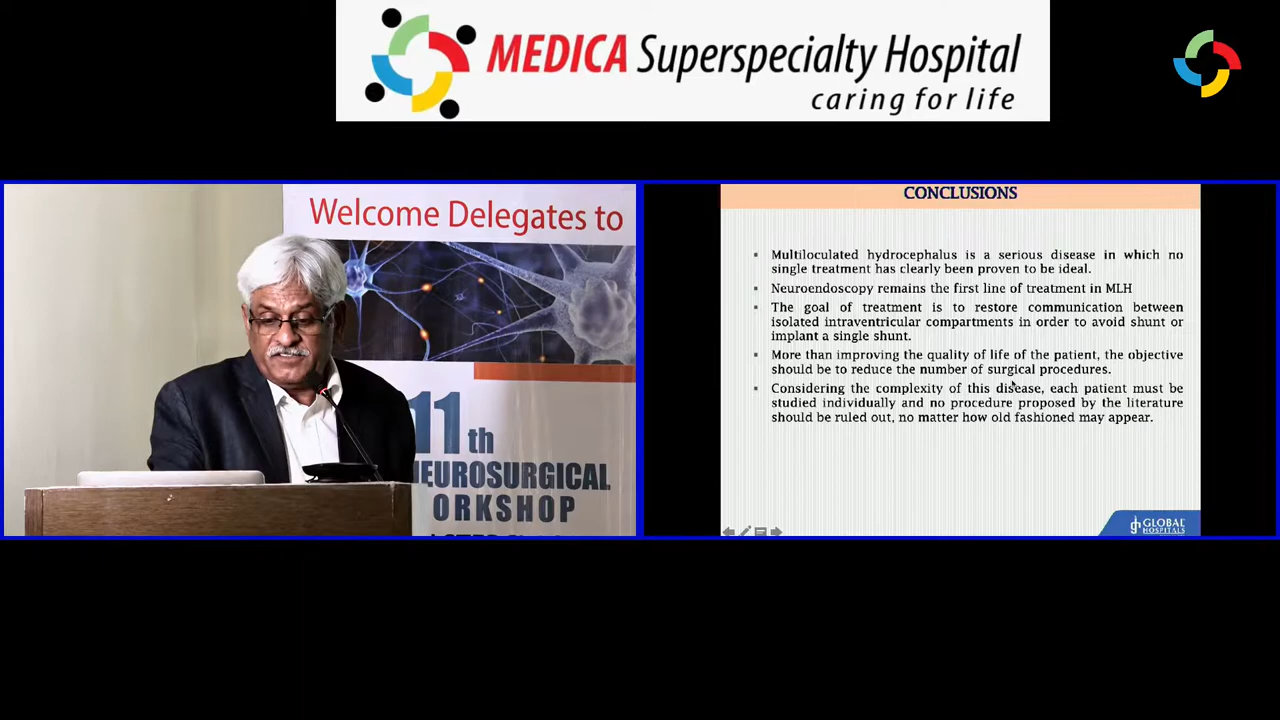 MEDICA Superspecialty Hospital
caring for life
Welcome Delegates to
11th
NEUROSURGICAL
ORKSHOP
CONCLUSIONS
Multiloculated hydrocephalus is a serious disease in which no
single treatment has clearly been proven to be ideal.
Neuroendoscopy remains the first line of treatment in MLH
The goal of treatment is to restore communication between
isolated intraventricular compartments in order to avoid shunt or
implant a single shunt.
More than improving the quality of life of the patient, the objective
should be to reduce the number of surgical procedures.
Considering the complexity of this disease, each patient must be
studied individually and no procedure proposed by the literature
should be ruled out, no matter how old fashioned may appear.
GLOBAL
HOSPITALS